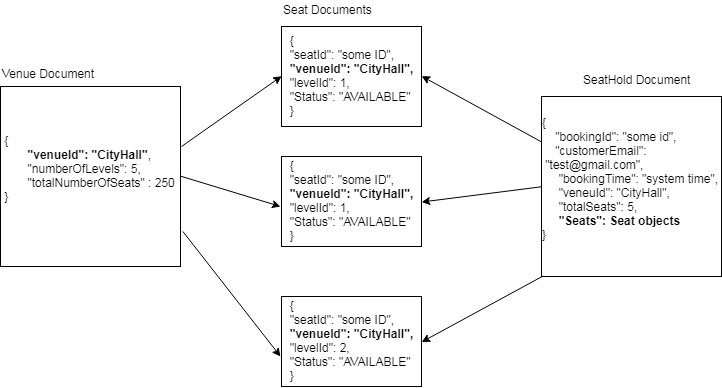 Seat Documents
{
"seatId": "some ID",
"venueId": "CityHall",
"levelId": 1,
"Status": "AVAILABLE"
}
Venue Document
{
"venueId": "CityHall",
"numberOfLevels": 5,
"totalNumberOfSeats" : 250
}
{
"seatId": "some ID",
"venueId": "CityHall",
"levelId": 1,
"Status": "AVAILABLE"
}
{
"seatId": "some ID",
"venueId": "CityHall",
"levelId": 2,
"Status": "AVAILABLE"
}
SeatHold Document
{
"bookingId": "some id",
"customerEmail":
"test@gmail.com",
"bookingTime": "system time",
"veneuId": "CityHall",
"totalSeats": 5,
"Seats": Seat objects
}